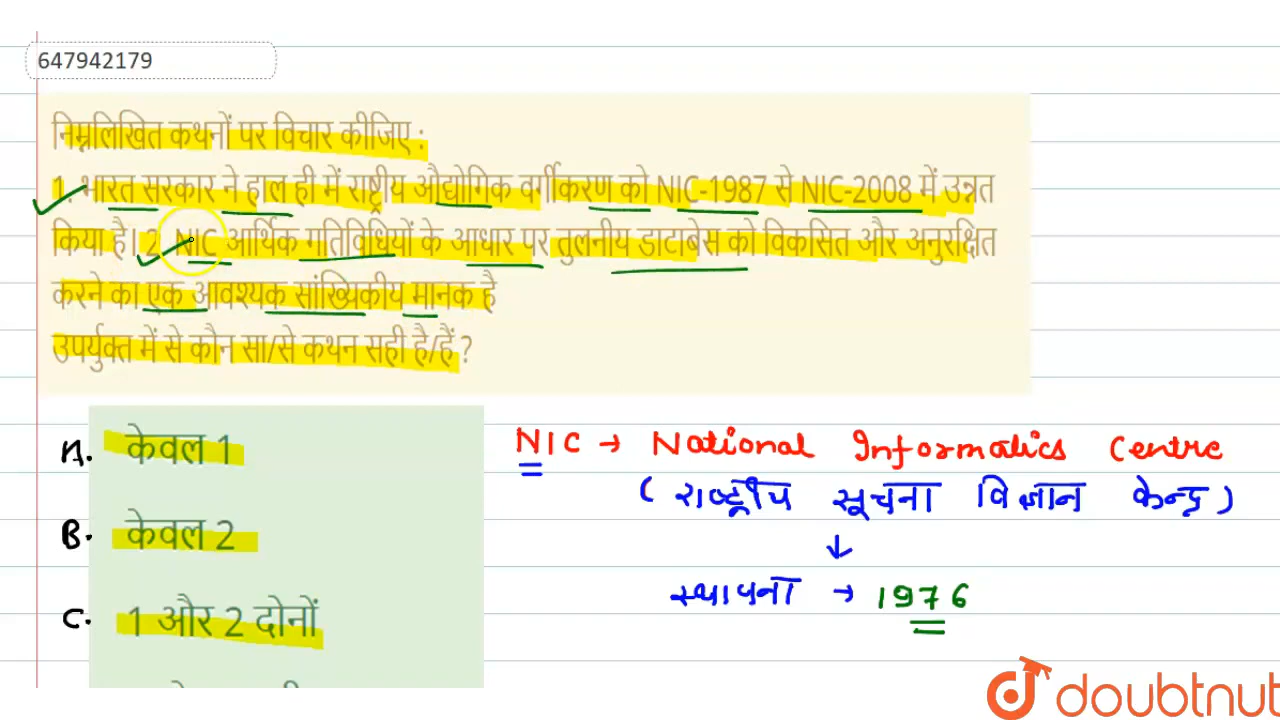 647942179
निम्नलिखित कथनों पर विचार कीजिए :
1. भारत सरकार ने हाल ही में राष्ट्रीय औद्योगिक वर्गीकरण को NIC-1987 से NIC-2008 में उन्नत
किया है। 2. NIC आर्थिक गतिविधियों के आधार पर तुलनीय डाटाबेस को विकसित और अनुरक्षित
करने का एक आवश्यक सांख्यिकीय मानक है
उपर्युक्त में से कौन सा/से कथन सही है/हैं ?
A. केवल 1
B. केवल 2
C. 1 और 2 दोनों
NIC → National Informatics Centre
( राष्ट्रीय सूचना विज्ञान केन्द्र )
↓
स्थापना → 1976
doubtnut